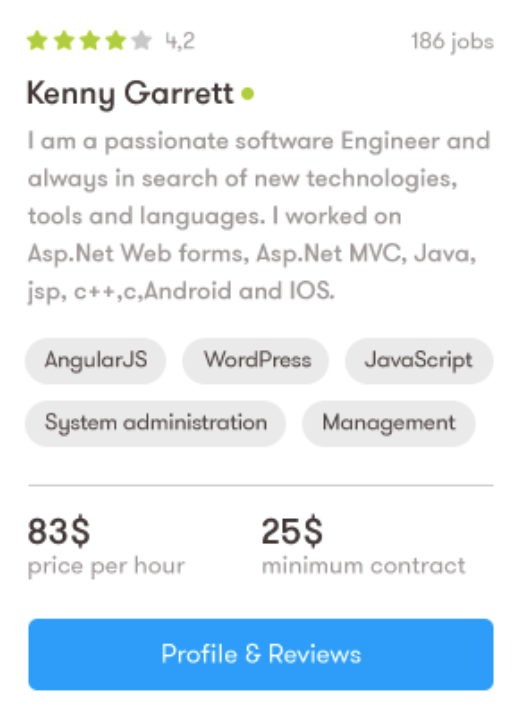 4,2 186 jobs
Kenny Garrett
I am a passionate software Engineer and
always in search of new technologies,
tools and languages. I worked on
Asp.Net Web forms, Asp.Net MVC, Java,
jsp, c++,c,Android and IOS.
AngularJS WordPress JavaScript
System administration Management
83$ 25$
price per hour minimum contract
Profile & Reviews